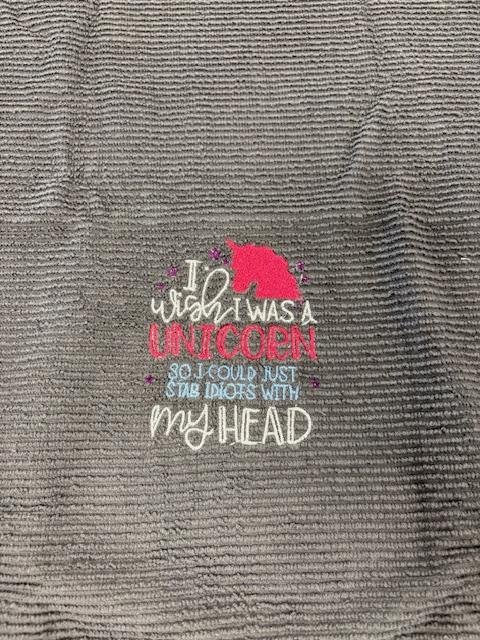 I
wish I WAS A
UNICORN
SO I COULD JUST
STAB IDIOTS WITH
my HEAD